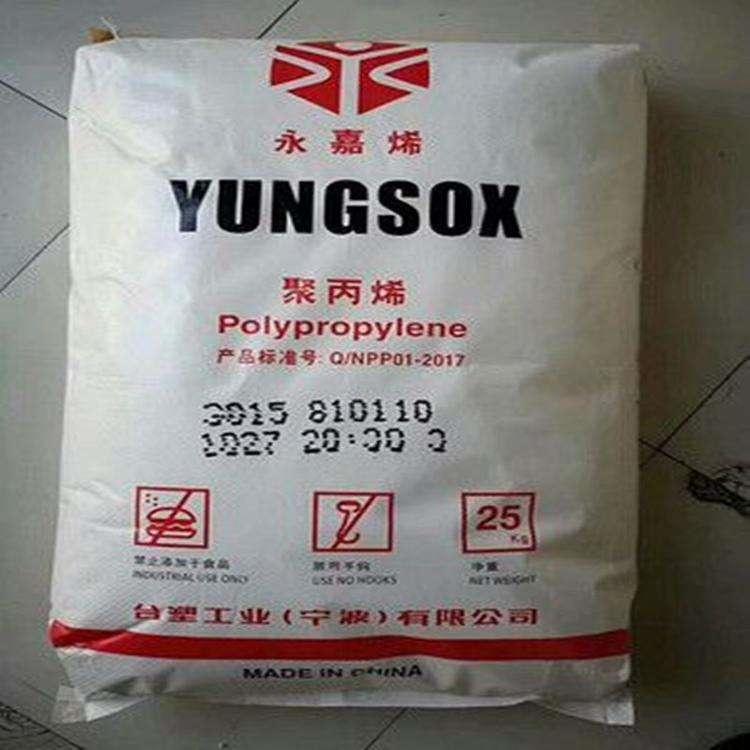 永嘉烯
YUNGSOX
聚丙烯
Polypropylene
产品标准号: Q/NPP01-2017
3015 810110
1027 20:00 Q
25
Kg
禁止添加于食品
INDUSTRIAL USE ONLY
禁用手钩
USE NO HOOKS
净重
NET WEIGHT
台塑工业(宁波)有限公司
MADE IN CHINA